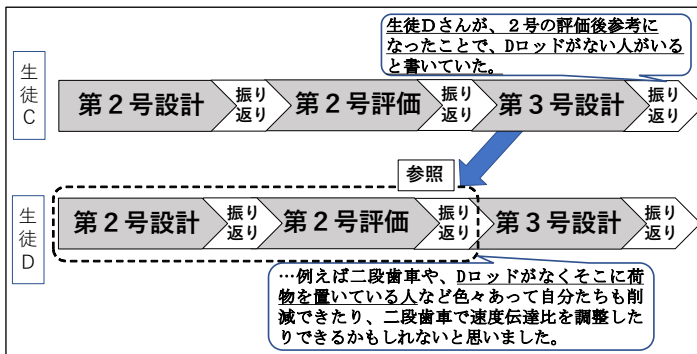 生徒Dさんが、２号の評価後参考に
なったことで、Dロッドがない人がいる
と書いていた。
生徒C
第２号設計
振り返り
第２号評価
振り返り
第３号設計
振り返り
参照
生徒D
第２号設計
振り返り
第２号評価
振り返り
第３号設計
振り返り
…例えば二段歯車や、Dロッドがなくそこに荷
物を置いている人など色々あって自分たちも削
減できたり、二段歯車で速度伝達比を調整した
りできるかもしれないと思いました。